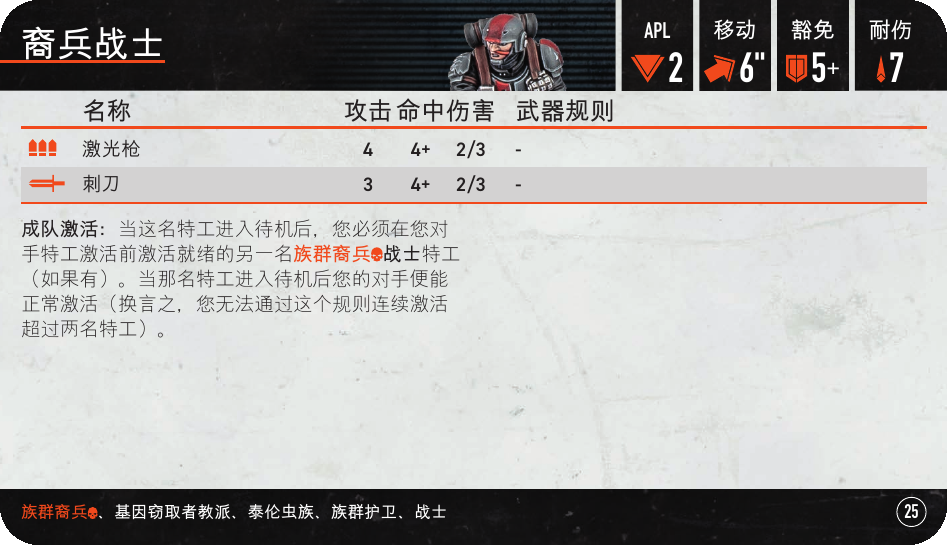 裔兵战士
APL 移动 豁免 耐伤
2 6" 5+ 7
名称 攻击 命中 伤害 武器规则
激光枪 4 4+ 2/3 -
刺刀 3 4+ 2/3 -
成队激活：当这名特工进入待机后，您必须在您对
手特工激活前激活就绪的另一名族群裔兵战士特工
（如果有）。当那名特工进入待机后您的对手便能
正常激活（换言之，您无法通过这个规则连续激活
超过两名特工）。
族群裔兵、基因窃取者教派、泰伦虫族、族群护卫、战士
25